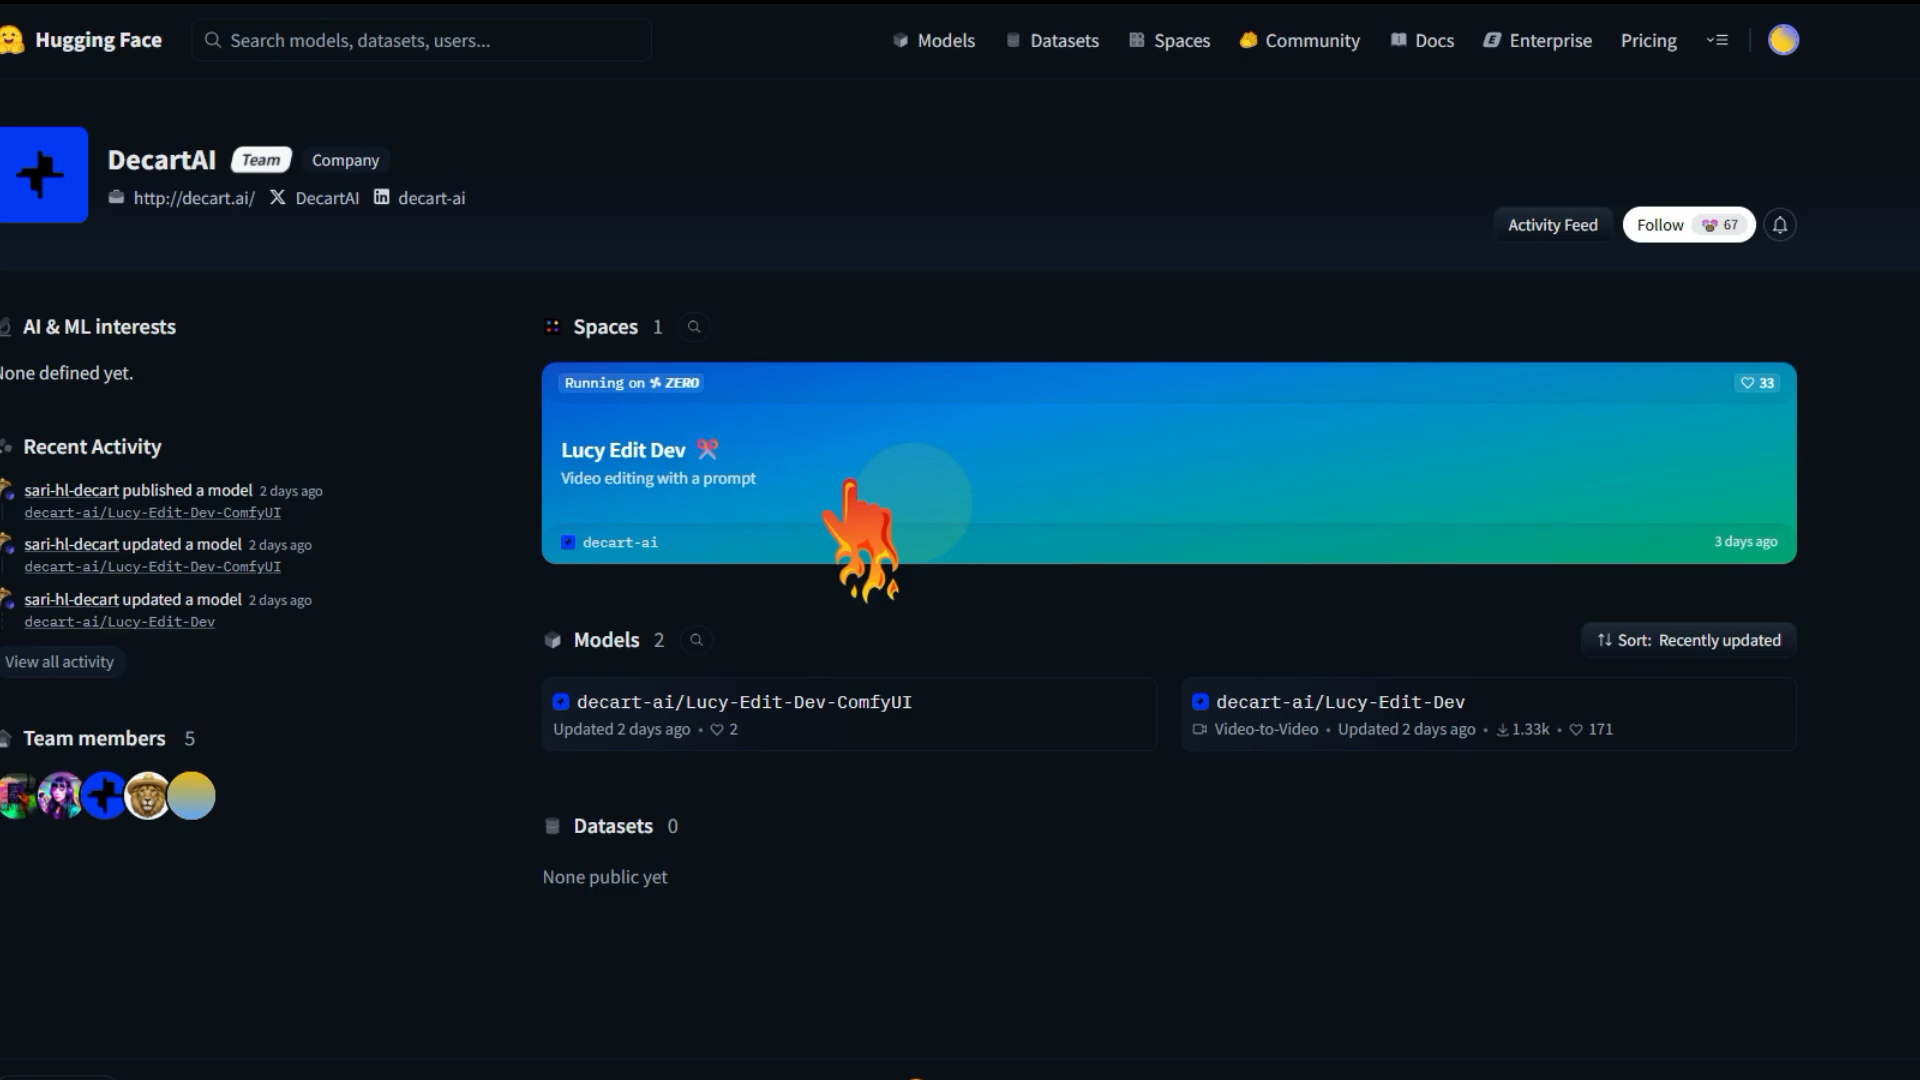 Hugging Face
Search models, datasets, users...
Models
Datasets
Spaces
Community
Docs
Enterprise
Pricing
DecartAI Team Company
http://decart.ai/ DecartAI decart-ai
Activity Feed
Follow 67
AI & ML interests
None defined yet.
Recent Activity
sari-hl-decart published a model 2 days ago
decart-ai/Lucy-Edit-Dev-ComfyUI
sari-hl-decart updated a model 2 days ago
decart-ai/Lucy-Edit-Dev-ComfyUI
sari-hl-decart updated a model 2 days ago
decart-ai/Lucy-Edit-Dev
View all activity
Team members 5
Spaces 1
Running on ZERO
33
Lucy Edit Dev
Video editing with a prompt
decart-ai
3 days ago
Models 2
Sort: Recently updated
decart-ai/Lucy-Edit-Dev-ComfyUI
Updated 2 days ago • 2
decart-ai/Lucy-Edit-Dev
Video-to-Video • Updated 2 days ago • 1.33k • 171
Datasets 0
None public yet